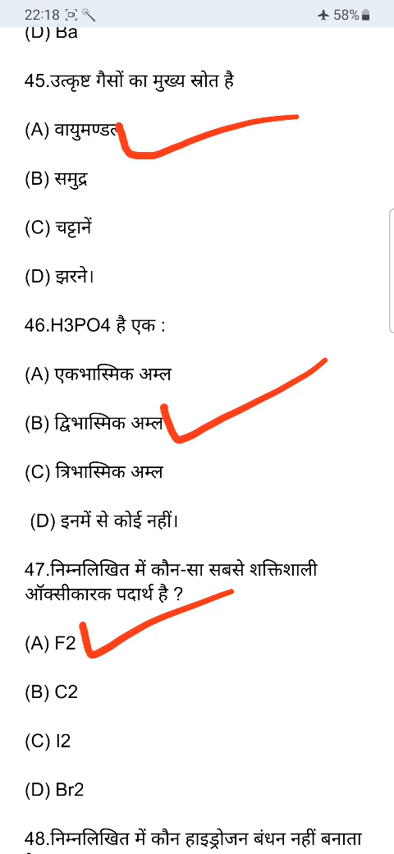 22:18 58%
(D) Ba
45.उत्कृष्ट गैसों का मुख्य स्रोत है
(A) वायुमण्डल
(B) समुद्र
(C) चट्टानें
(D) झरने।
46.H3PO4 है एक :
(A) एकभास्मिक अम्ल
(B) द्विभास्मिक अम्ल
(C) त्रिभास्मिक अम्ल
(D) इनमें से कोई नहीं।
47.निम्नलिखित में कौन-सा सबसे शक्तिशाली
ऑक्सीकारक पदार्थ है ?
(A) F2
(B) C2
(C) I2
(D) Br2
48.निम्नलिखित में कौन हाइड्रोजन बंधन नहीं बनाता